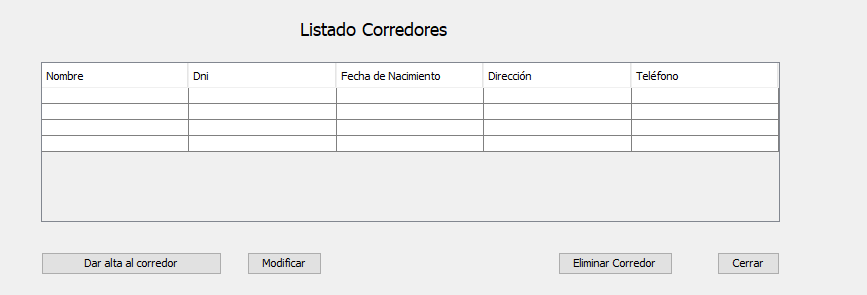 Listado Corredores
Nombre Dni Fecha de Nacimiento Dirección Teléfono
Dar alta al corredor Modificar Eliminar Corredor Cerrar